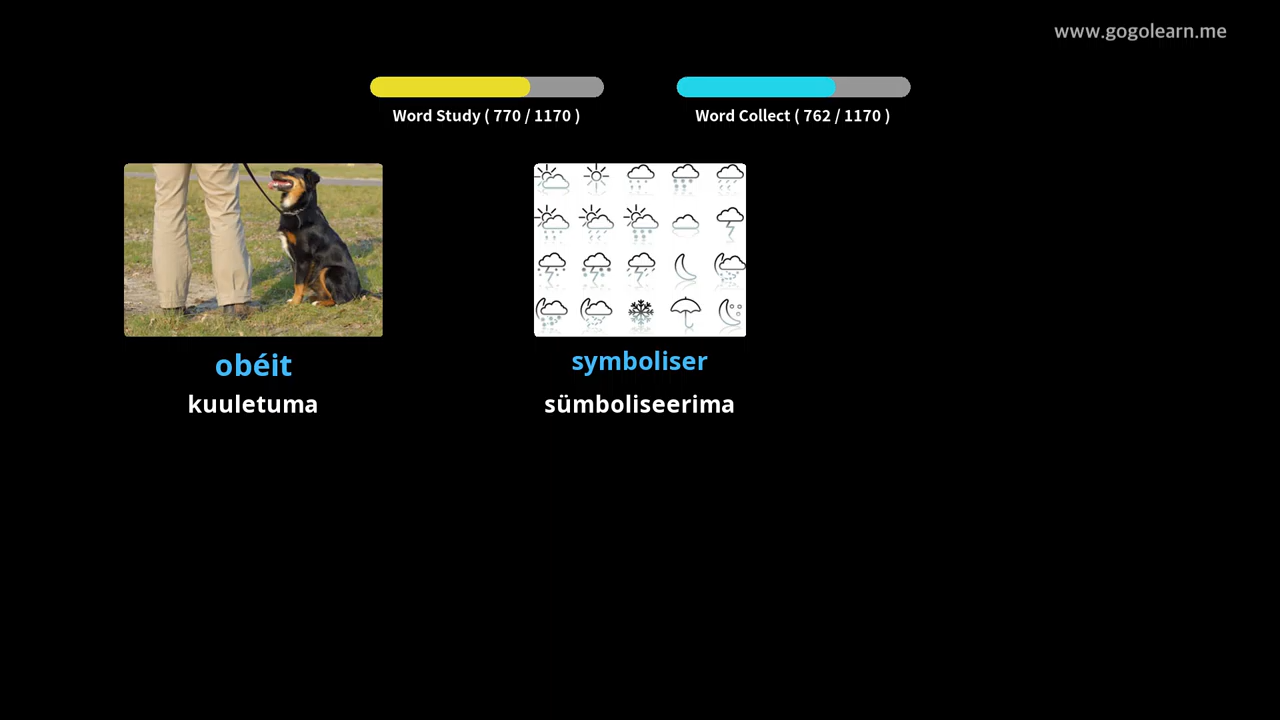 www.gogolearn.me
Word Study ( 770 / 1170 )
Word Collect ( 762 / 1170 )
obéit
kuuletuma
symboliser
sümboliseerima